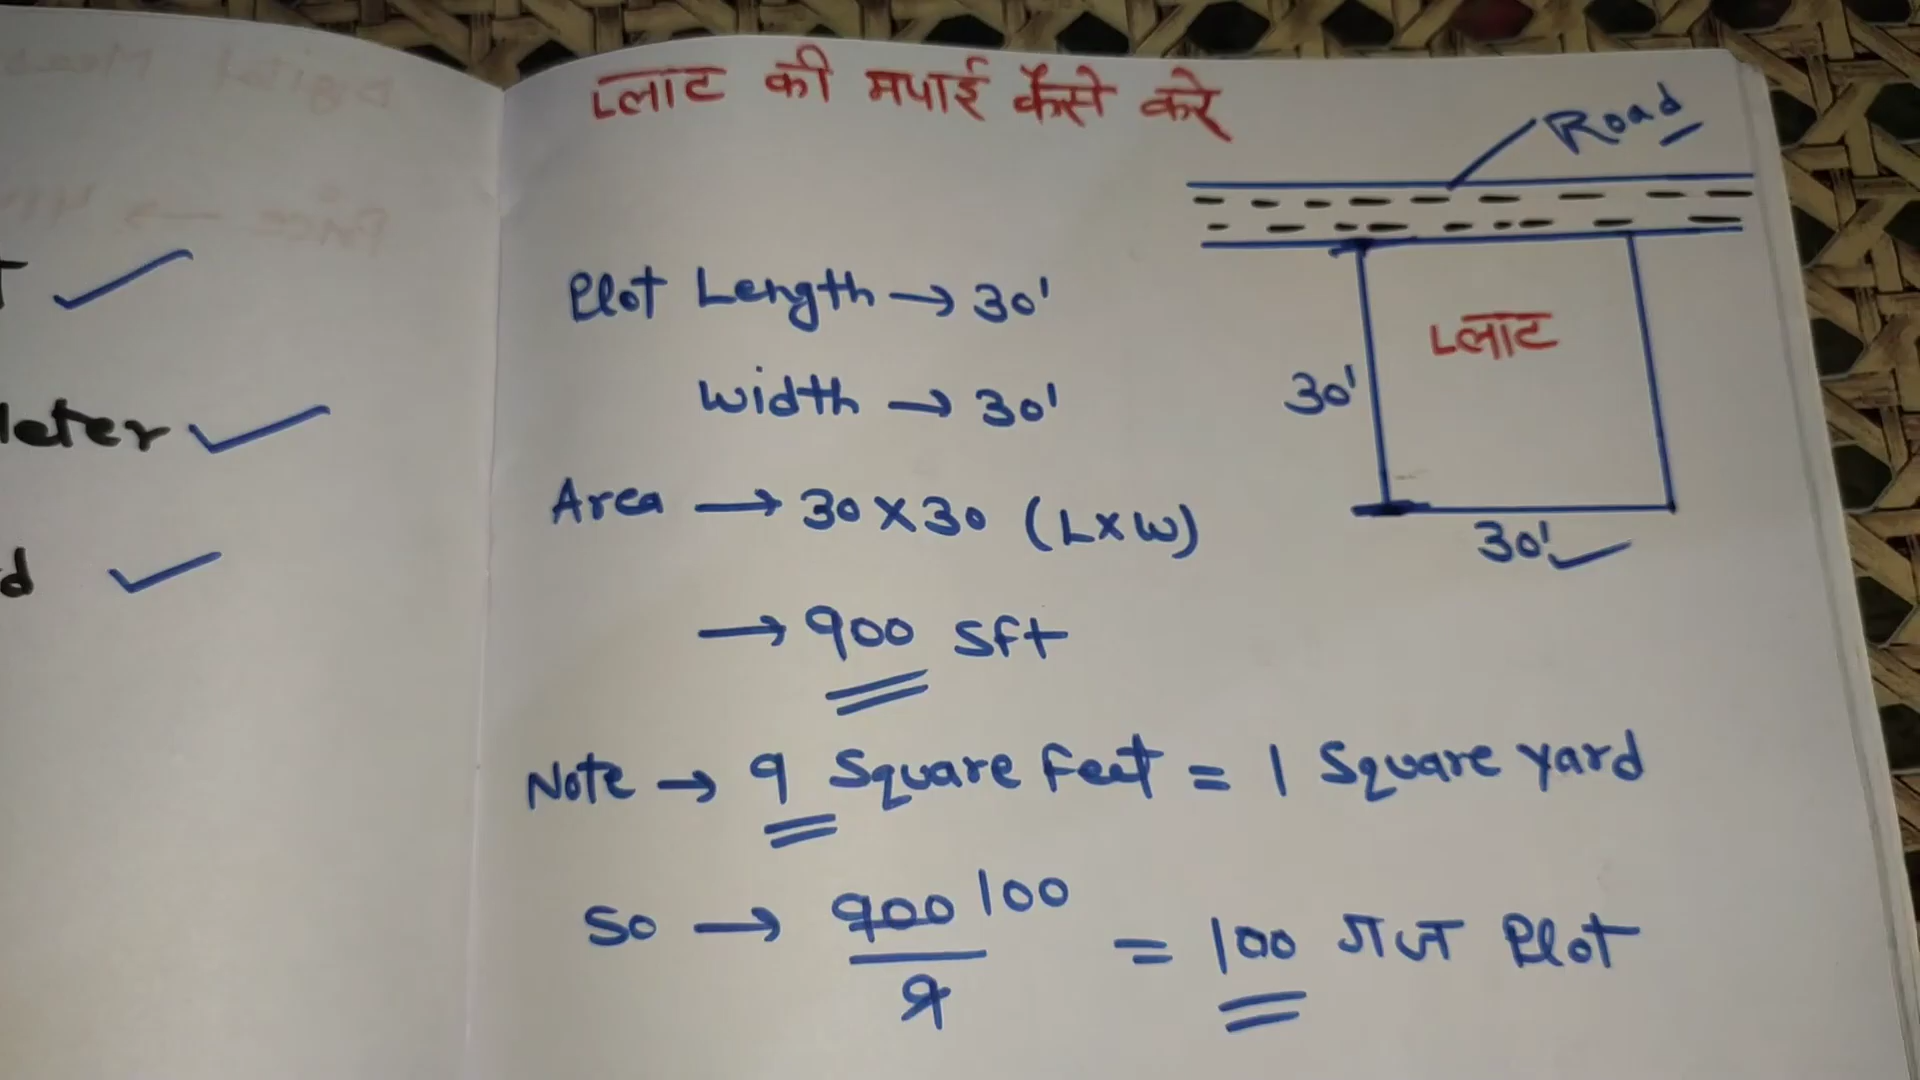 प्लाट की मपाई कैसे करे
Road
Plot Length → 30'
Width → 30'
Area → 30 X 30 (LXW)
→ 900 Sft
प्लाट
30'
30'
Note → 9 Square Feet = 1 Square Yard
So → 900 100
9
= 100 गज Plot